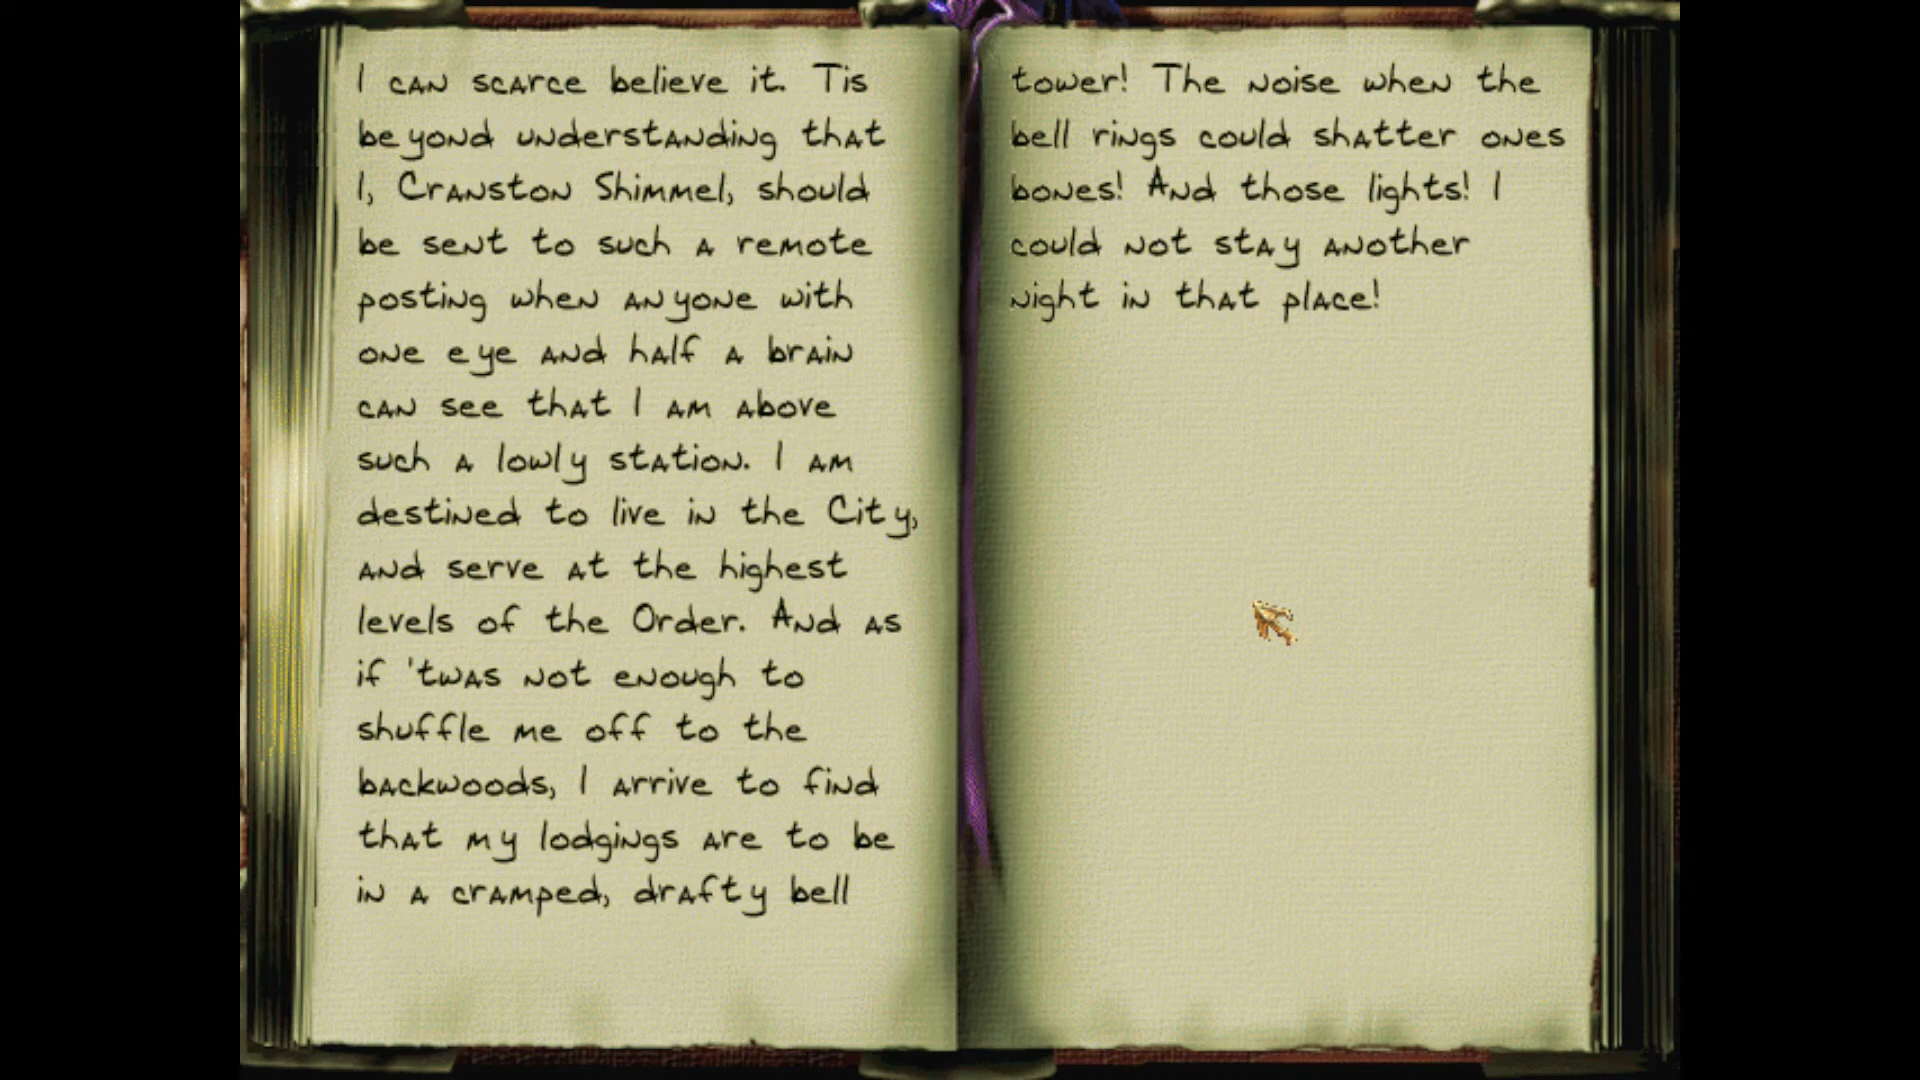 I can scarce believe it. Tis
beyond understanding that
I, Cranston Shimmel, should
be sent to such a remote
posting when anyone with
one eye and half a brain
can see that I am above
such a lowly station. I am
destined to live in the City,
and serve at the highest
levels of the Order. And as
if 'twas not enough to
shuffle me off to the
backwoods, I arrive to find
that my lodgings are to be
in a cramped, drafty bell
tower! The noise when the
bell rings could shatter ones
bones! And those lights! I
could not stay another
night in that place!